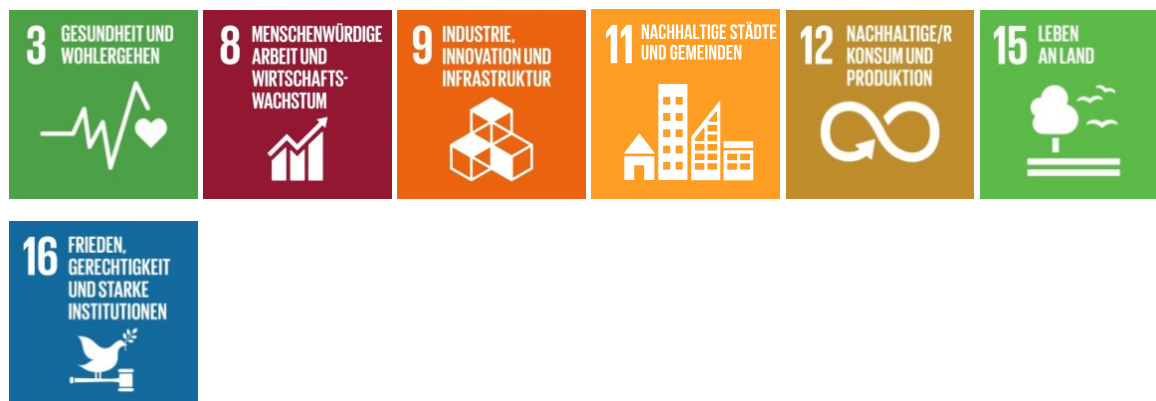 3 GESUNDHEIT UND
WOHLERGEHEN
8 MENSCHENWÜRDIGE
ARBEIT UND
WIRTSCHAFTS-
WACHSTUM
9 INDUSTRIE,
INNOVATION UND
INFRASTRUKTUR
11 NACHHALTIGE STÄDTE
UND GEMEINDEN
12 NACHHALTIGE/R
KONSUM UND
PRODUKTION
15 LEBEN
AN LAND
16 FRIEDEN,
GERECHTIGKEIT
UND STARKE
INSTITUTIONEN